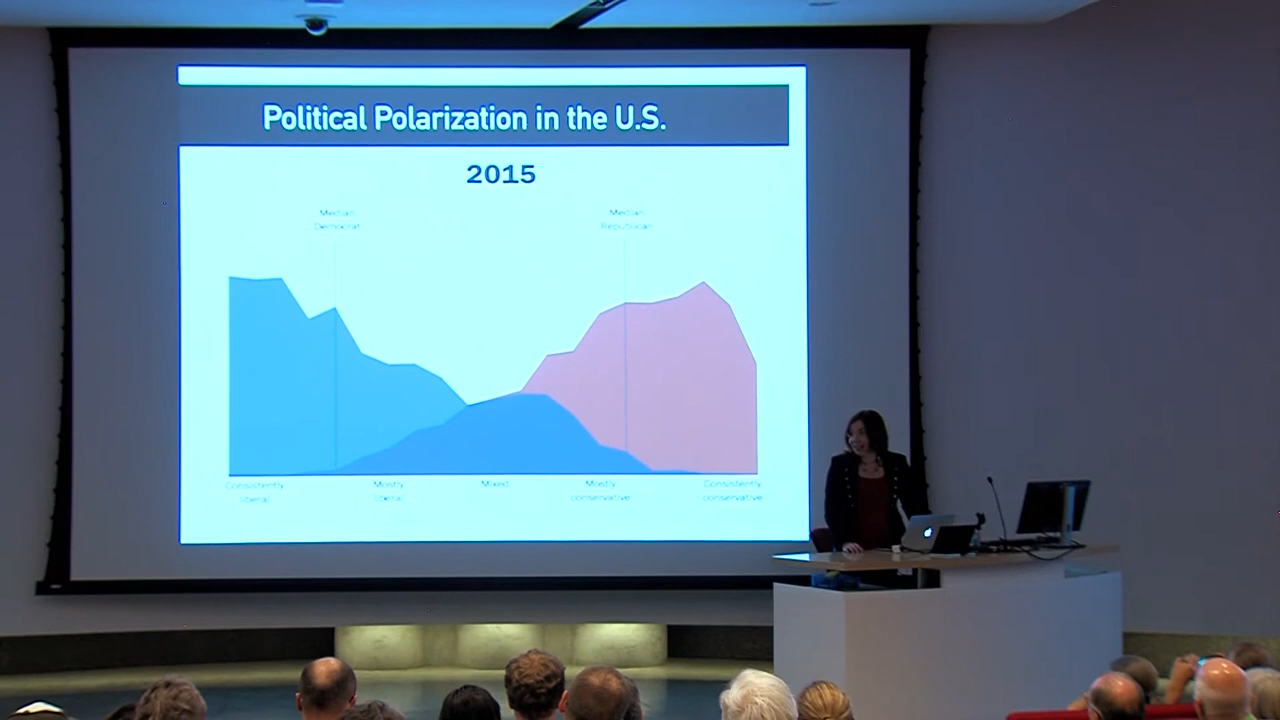 Political Polarization in the U.S.
2015
Median
Democrat
Median
Republican
Consistently
liberal
Mostly
liberal
Mixed
Mostly
conservative
Consistently
conservative